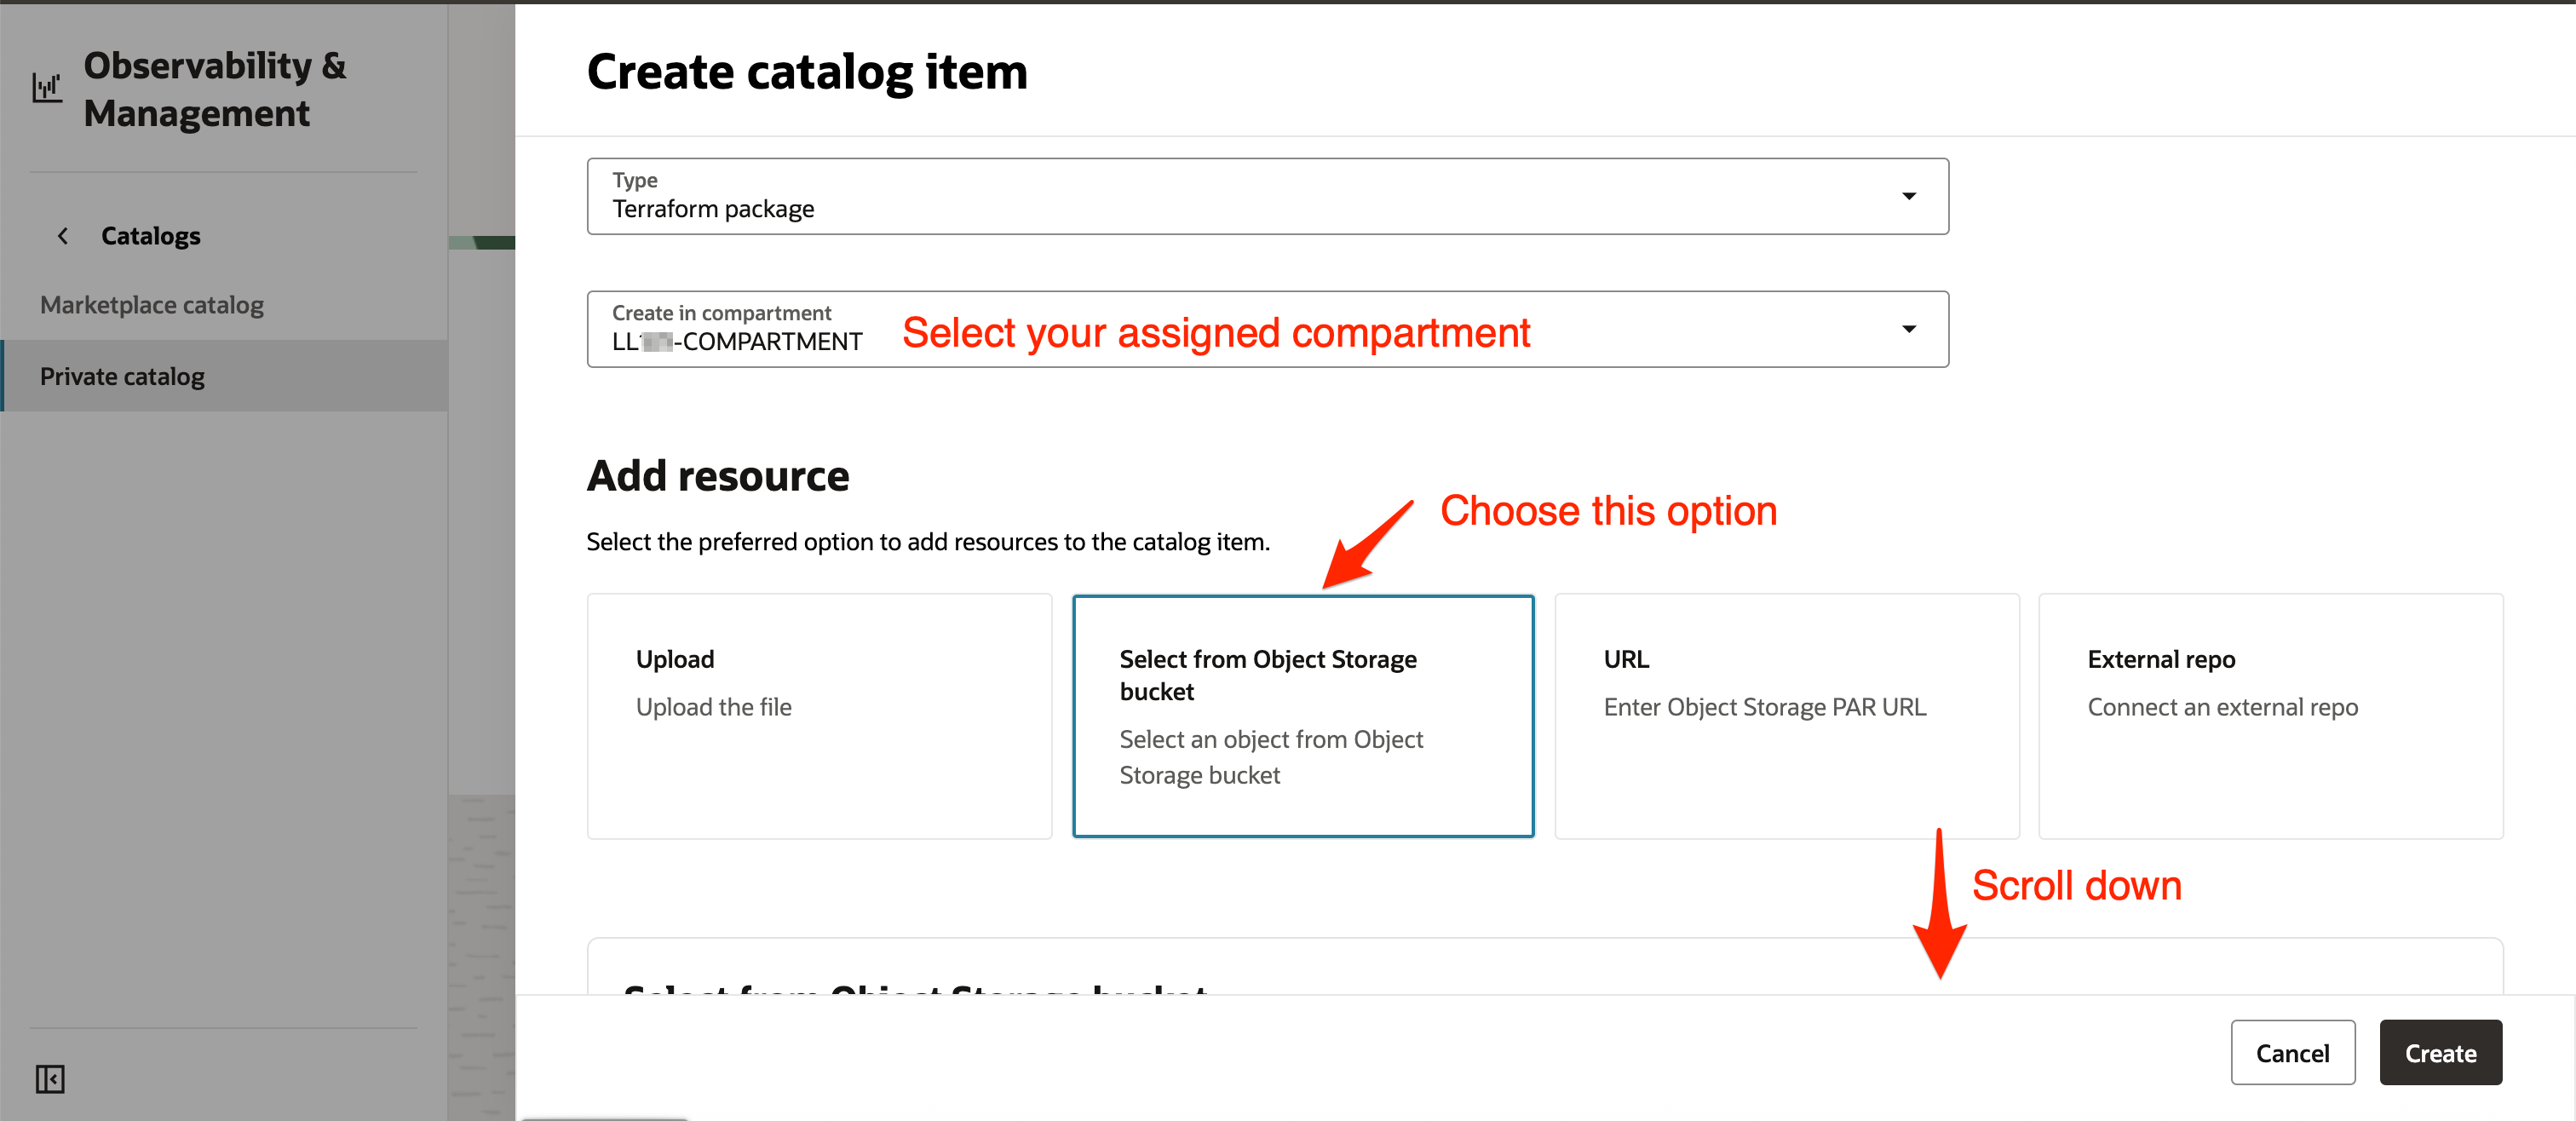 Observability &
Management
Catalogs
Marketplace catalog
Private catalog
Create catalog item
Type
Terraform package
Create in compartment
LL -COMPARTMENT
Select your assigned compartment
Add resource
Choose this option
Select the preferred option to add resources to the catalog item.
Upload
Upload the file
Select from Object Storage
bucket
Select an object from Object
Storage bucket
URL
Enter Object Storage PAR URL
External repo
Connect an external repo
Scroll down
Select from Object Storage bucket
Cancel
Create